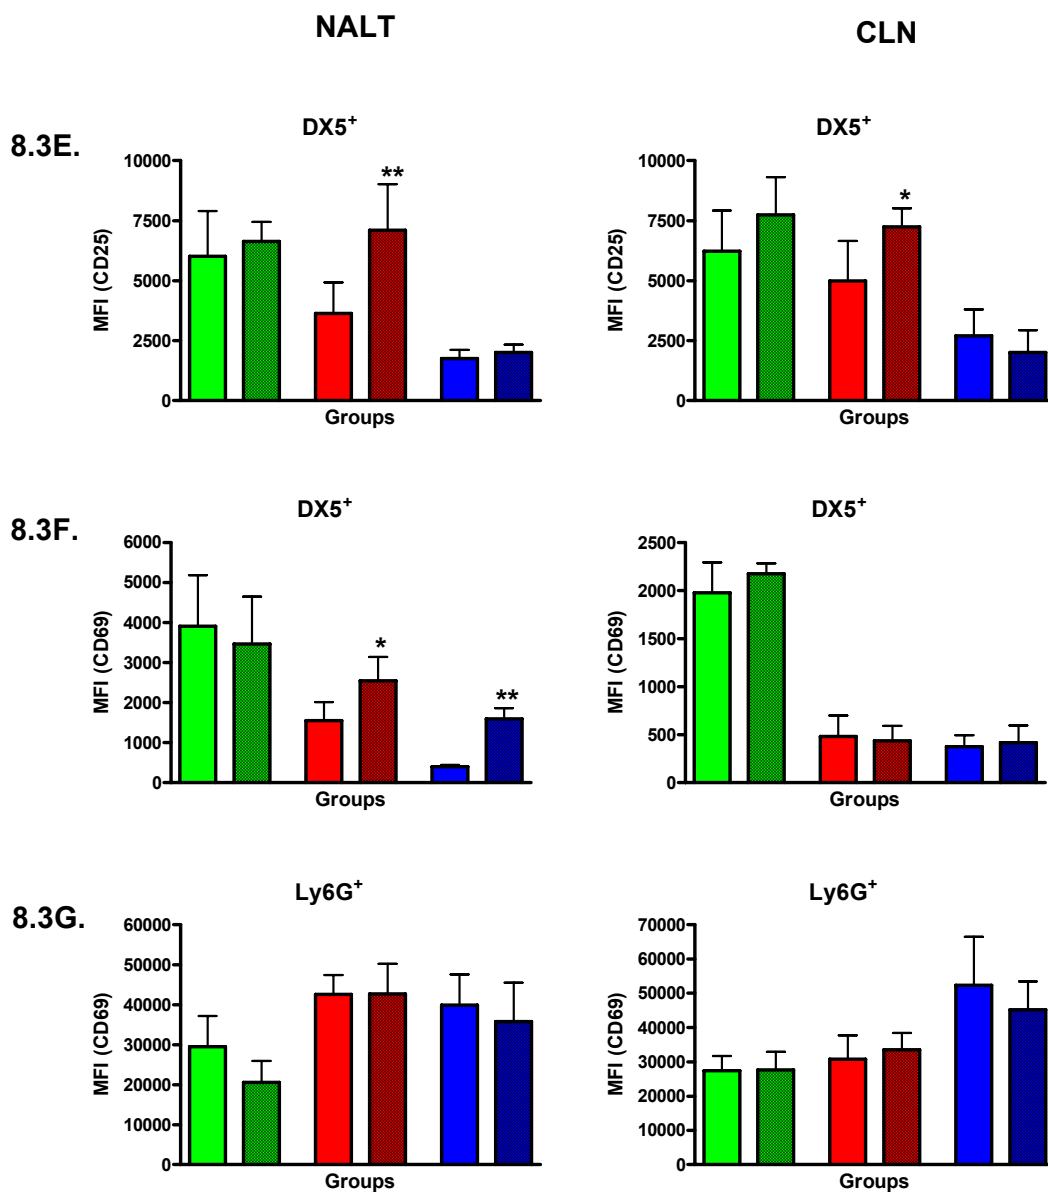 NALT
CLN
8.3E.
DX5+
10000
7500
5000
2500
0
MFI (CD25)
**
Groups
DX5+
10000
7500
5000
2500
0
MFI (CD25)
*
Groups
8.3F.
DX5+
6000
5000
4000
3000
2000
1000
0
MFI (CD69)
*
**
Groups
DX5+
2500
2000
1500
1000
500
0
MFI (CD69)
Groups
8.3G.
Ly6G+
60000
50000
40000
30000
20000
10000
0
MFI (CD69)
Groups
Ly6G+
70000
60000
50000
40000
30000
20000
10000
0
MFI (CD69)
Groups